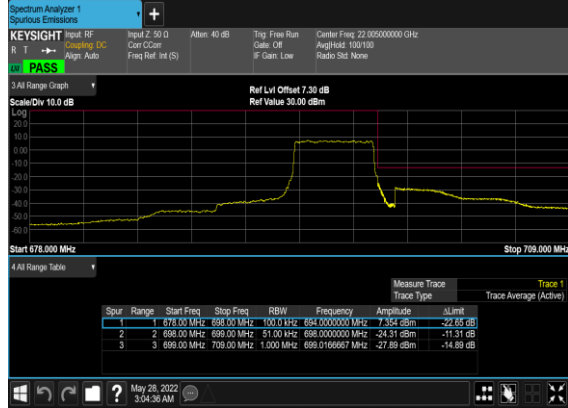 Spectrum Analyzer 1
Spurious Emissions
+
KEYSIGHT
R T
LW PASS
Input: RF
Coupling: DC
Align: Auto
Input Z: 50 Ω
Corr CCorr
Freq Ref: Int (S)
Atten: 40 dB
Trig: Free Run
Gate: Off
IF Gain: Low
Center Freq: 22.005000000 GHz
Avg|Hold: 100/100
Radio Std: None
3 All Range Graph
Scale/Div 10.0 dB
Ref Lvl Offset 7.30 dB
Ref Value 30.00 dBm
Log
20.0
10.0
0.00
-10.0
-20.0
-30.0
-40.0
-50.0
-60.0
Start 678.000 MHz
Stop 709.000 MHz
4 All Range Table
Measure Trace Trace 1
Trace Type Trace Average (Active)
Spur Range Start Freq Stop Freq RBW Frequency Amplitude ΔLimit
1 1 678.00 MHz 698.00 MHz 100.0 kHz 694.0000000 MHz 7.354 dBm -22.65 dB
2 2 698.00 MHz 699.00 MHz 51.00 kHz 698.0000000 MHz -24.31 dBm -11.31 dB
3 3 699.00 MHz 709.00 MHz 1.000 MHz 699.0166667 MHz -27.89 dBm -14.89 dB
?
May 28, 2022
3:04:36 AM